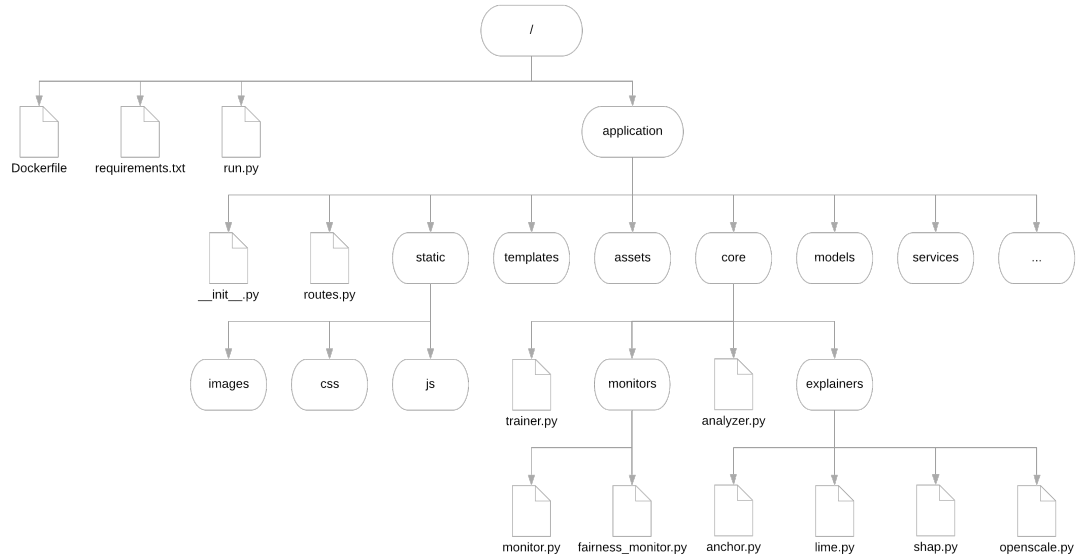 /
application
Dockerfile
requirements.txt
run.py
static
templates
assets
core
models
services
...
__init__.py
routes.py
images
css
js
monitors
explainers
trainer.py
analyzer.py
monitor.py
fairness_monitor.py
anchor.py
lime.py
shap.py
openscale.py